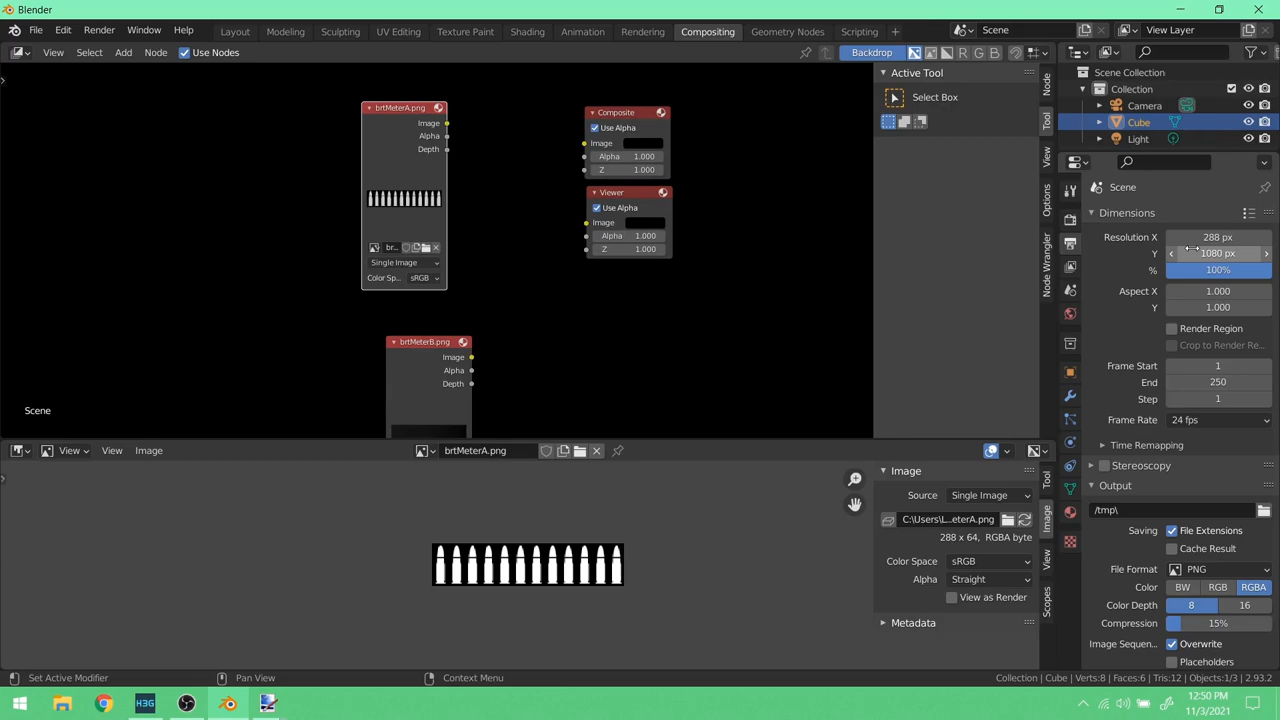 Blender
File Edit Render Window Help Layout Modeling Sculpting UV Editing Texture Paint Shading Animation Rendering Compositing Geometry Nodes Scripting + Scene View Layer
View Select Add Node Use Nodes Backdrop R G B
Active Tool
Select Box
Scene Collection
Collection
Camera
Cube
Light
Node
Tool
View
Options
Node Wrangler
brtMeterA.png
Image
Alpha
Depth
br...
Single Image
Color Sp... sRGB
Composite
Use Alpha
Image
Alpha 1.000
Z 1.000
Viewer
Use Alpha
Image
Alpha 1.000
Z 1.000
brtMeterB.png
Image
Alpha
Depth
Scene
Scene
Dimensions
Resolution X 288 px
Y 1080 px
% 100%
Aspect X 1.000
Y 1.000
Render Region
Crop to Render Re...
Frame Start 1
End 250
Step 1
Frame Rate 24 fps
Time Remapping
Stereoscopy
Output
/tmp\
Saving File Extensions
Cache Result
File Format PNG
Color BW RGB RGBA
Color Depth 8 16
Compression 15%
Image Sequen... Overwrite
Placeholders
View View Image brtMeterA.png
Image
Source Single Image
C:\Users\L...eterA.png
288 x 64, RGBA byte
Color Space sRGB
Alpha Straight
View as Render
Metadata
Tool
Image
View
Scopes
Set Active Modifier Pan View Context Menu Collection | Cube | Verts:8 | Faces:6 | Tris:12 | Objects:1/3 | 2.93.2
H3G
12:50 PM
11/3/2021